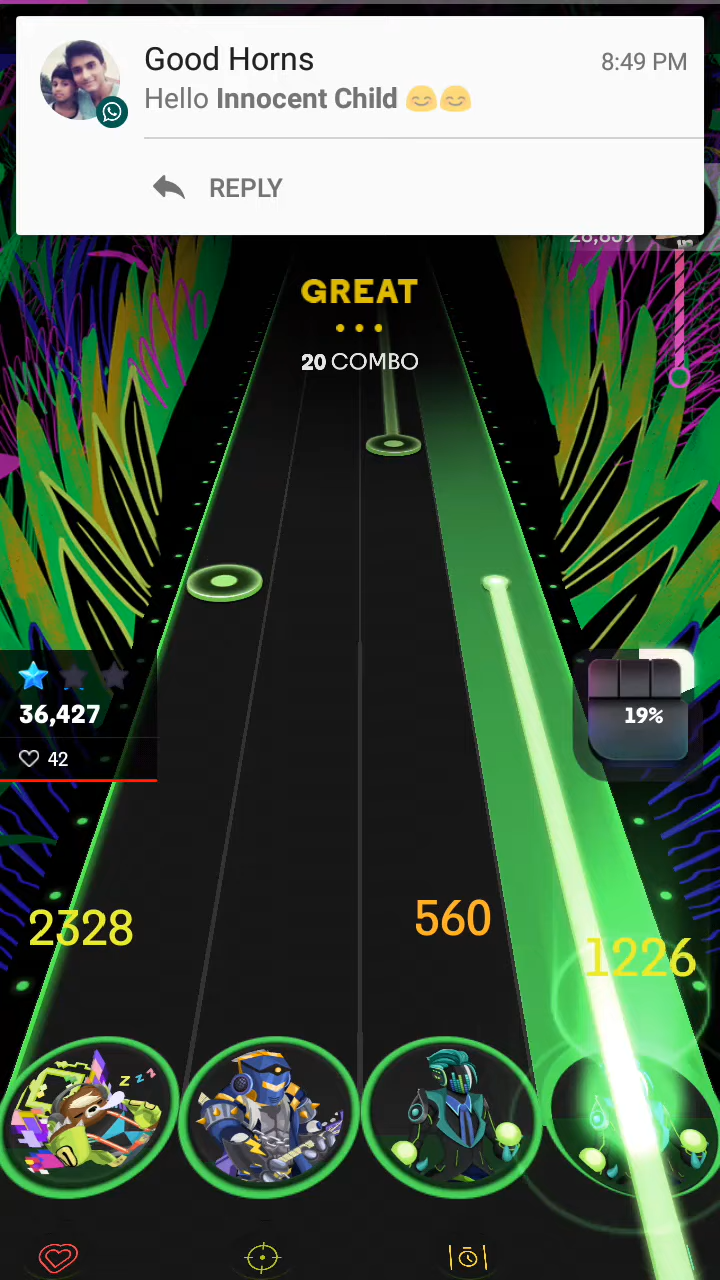 Good Horns
8:49 PM
Hello Innocent Child 😊😊
REPLY
GREAT
20 COMBO
36,427
42
19%
2328
560
1226
z z z